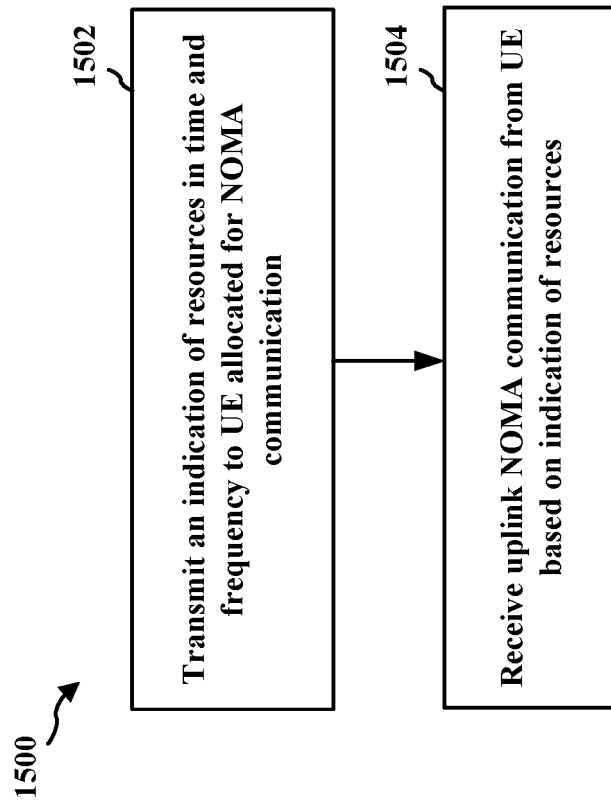 1500
1502
Transmit an indication of resources in time and
frequency to UE allocated for NOMA
communication
1504
Receive uplink NOMA communication from UE
based on indication of resources